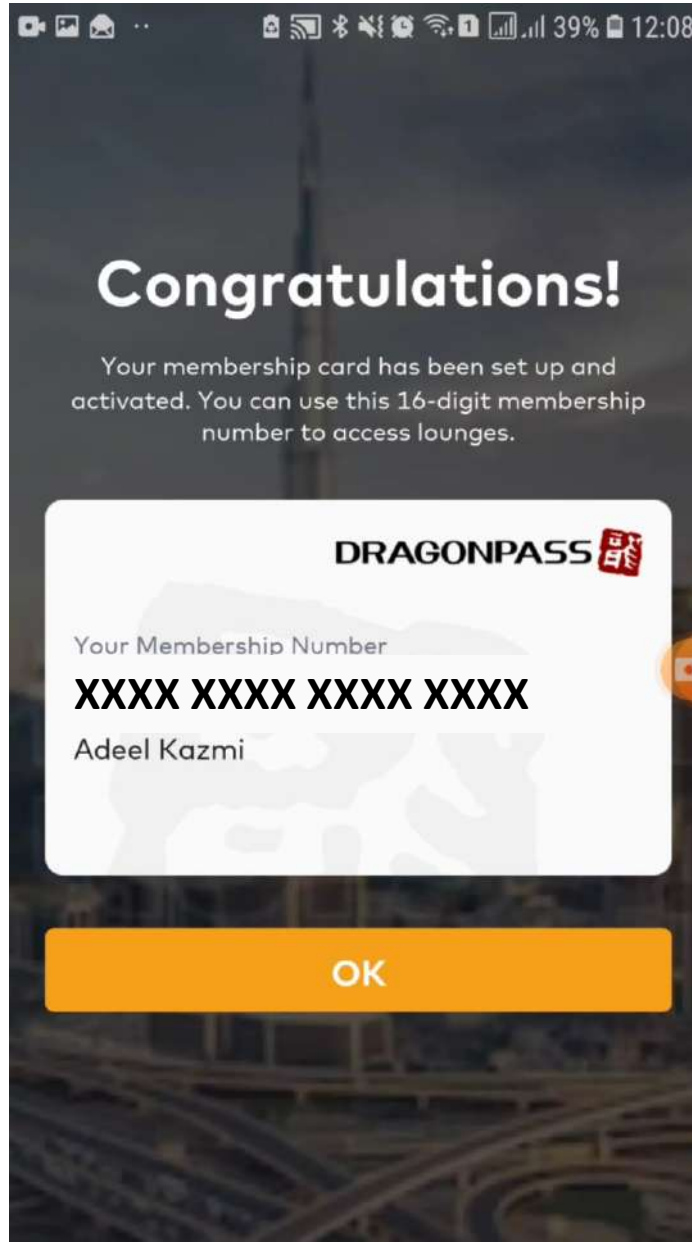 39% 12:08
Congratulations!
Your membership card has been set up and
activated. You can use this 16-digit membership
number to access lounges.
DRAGONPASS
Your Membership Number
XXXX XXXX XXXX XXXX
Adeel Kazmi
OK